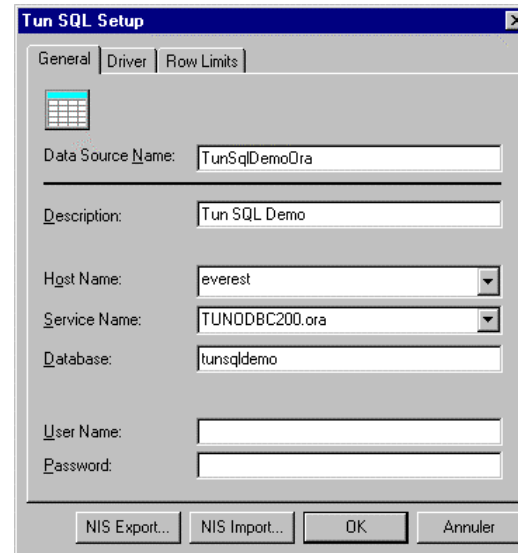 Tun SQL Setup
General Driver Row Limits
Data Source Name: TunSqlDemoOra
Description: Tun SQL Demo
Host Name: everest
Service Name: TUNODBC200.ora
Database: tunsqldemo
User Name:
Password:
NIS Export... NIS Import... OK Annuler